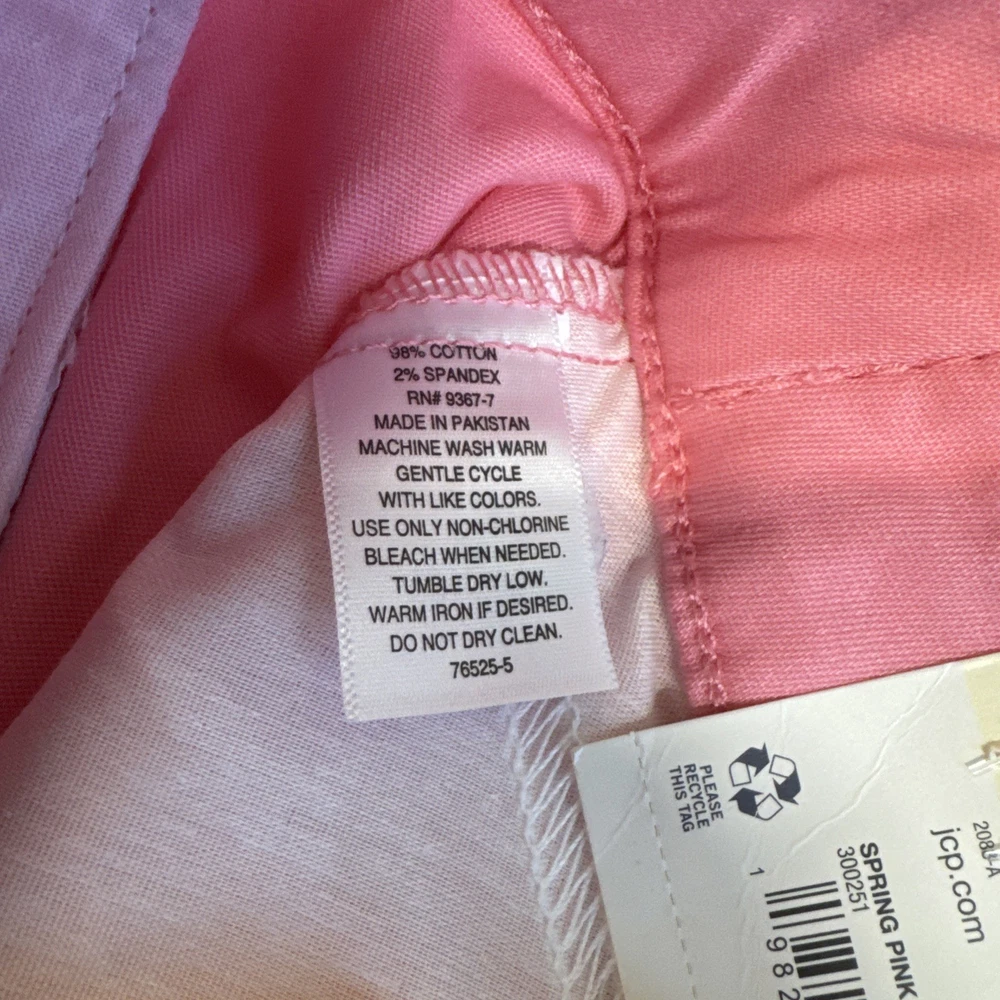 98% COTTON
2% SPANDEX
RN# 9367-7
MADE IN PAKISTAN
MACHINE WASH WARM
GENTLE CYCLE
WITH LIKE COLORS.
USE ONLY NON-CHLORINE
BLEACH WHEN NEEDED.
TUMBLE DRY LOW.
WARM IRON IF DESIRED.
DO NOT DRY CLEAN.
76525-5
PLEASE
RECYCLE
THIS TAG
jcp.com
SPRING PINK
300251
1 982